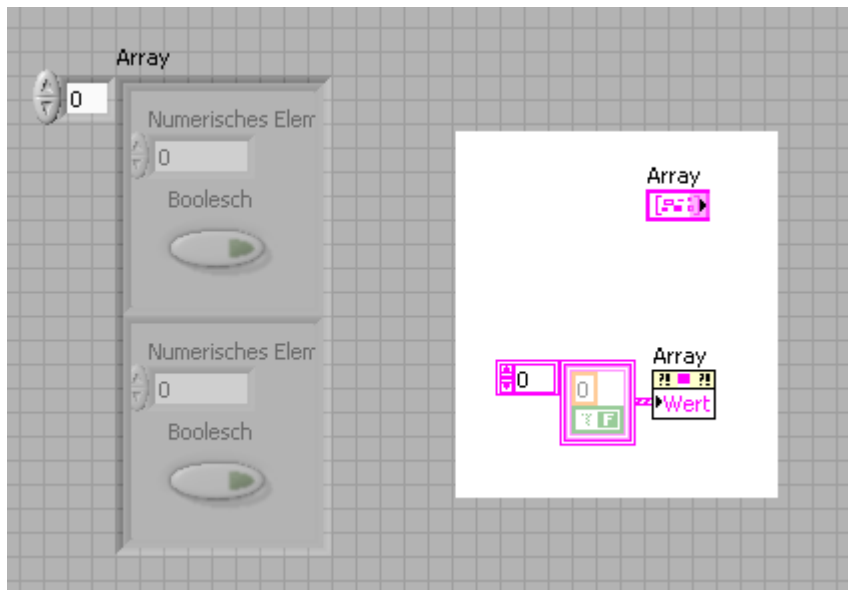 Array
0
Numerisches Elem
0
Boolesch
Numerisches Elem
0
Boolesch
Array
Array
0
0
?! ?!
F
Wert